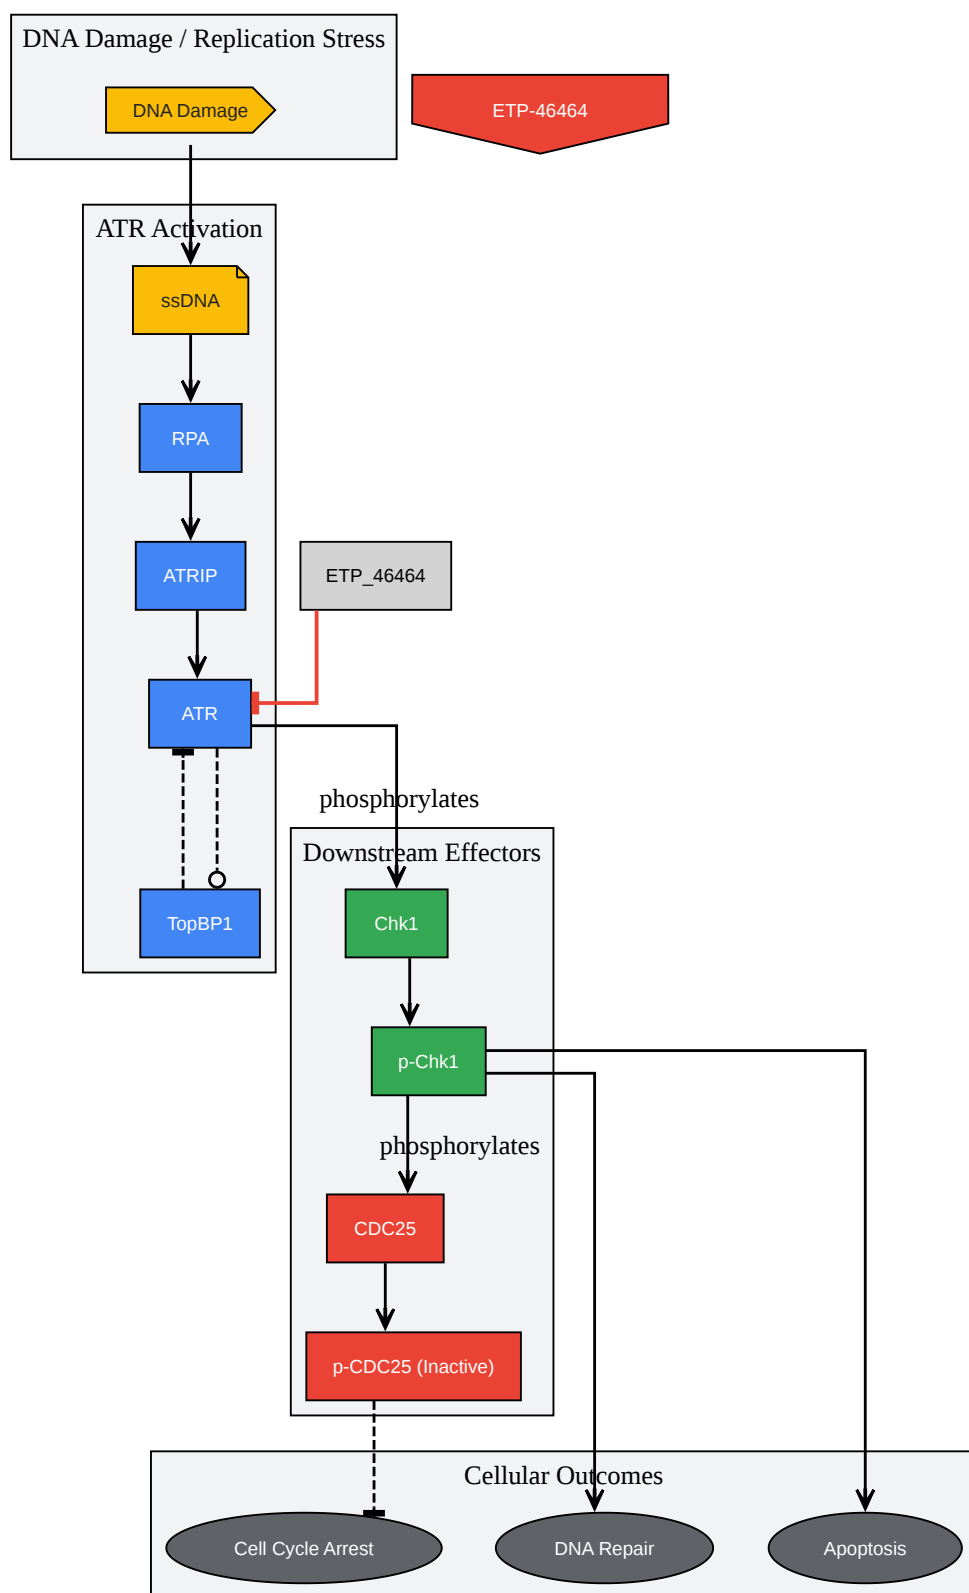 DNA Damage / Replication Stress
DNA Damage
ETP-46464
ATR Activation
ssDNA
RPA
ATRIP
ETP_46464
ATR
phosphorylates
Downstream Effectors
TopBP1
Chk1
p-Chk1
phosphorylates
CDC25
p-CDC25 (Inactive)
Cellular Outcomes
Cell Cycle Arrest
DNA Repair
Apoptosis